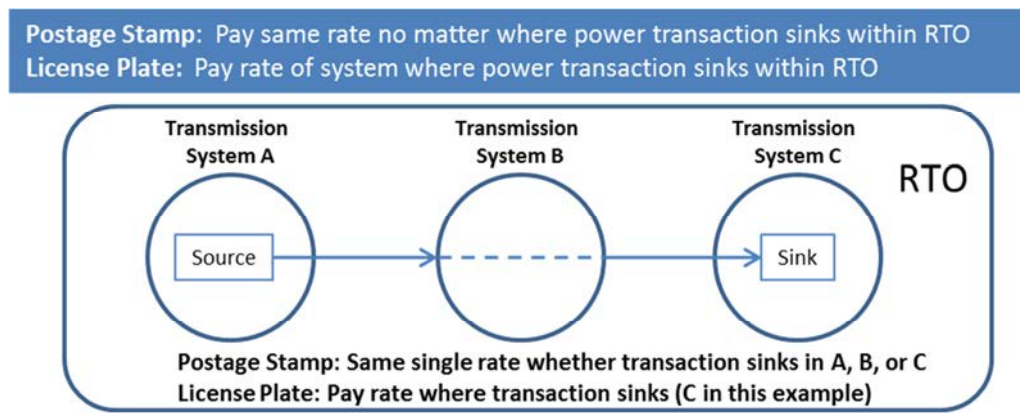 Postage Stamp: Pay same rate no matter where power transaction sinks within RTO
License Plate: Pay rate of system where power transaction sinks within RTO
Transmission
System A
Transmission
System B
Transmission
System C
RTO
Source
Sink
Postage Stamp: Same single rate whether transaction sinks in A, B, or C
License Plate: Pay rate where transaction sinks (C in this example)